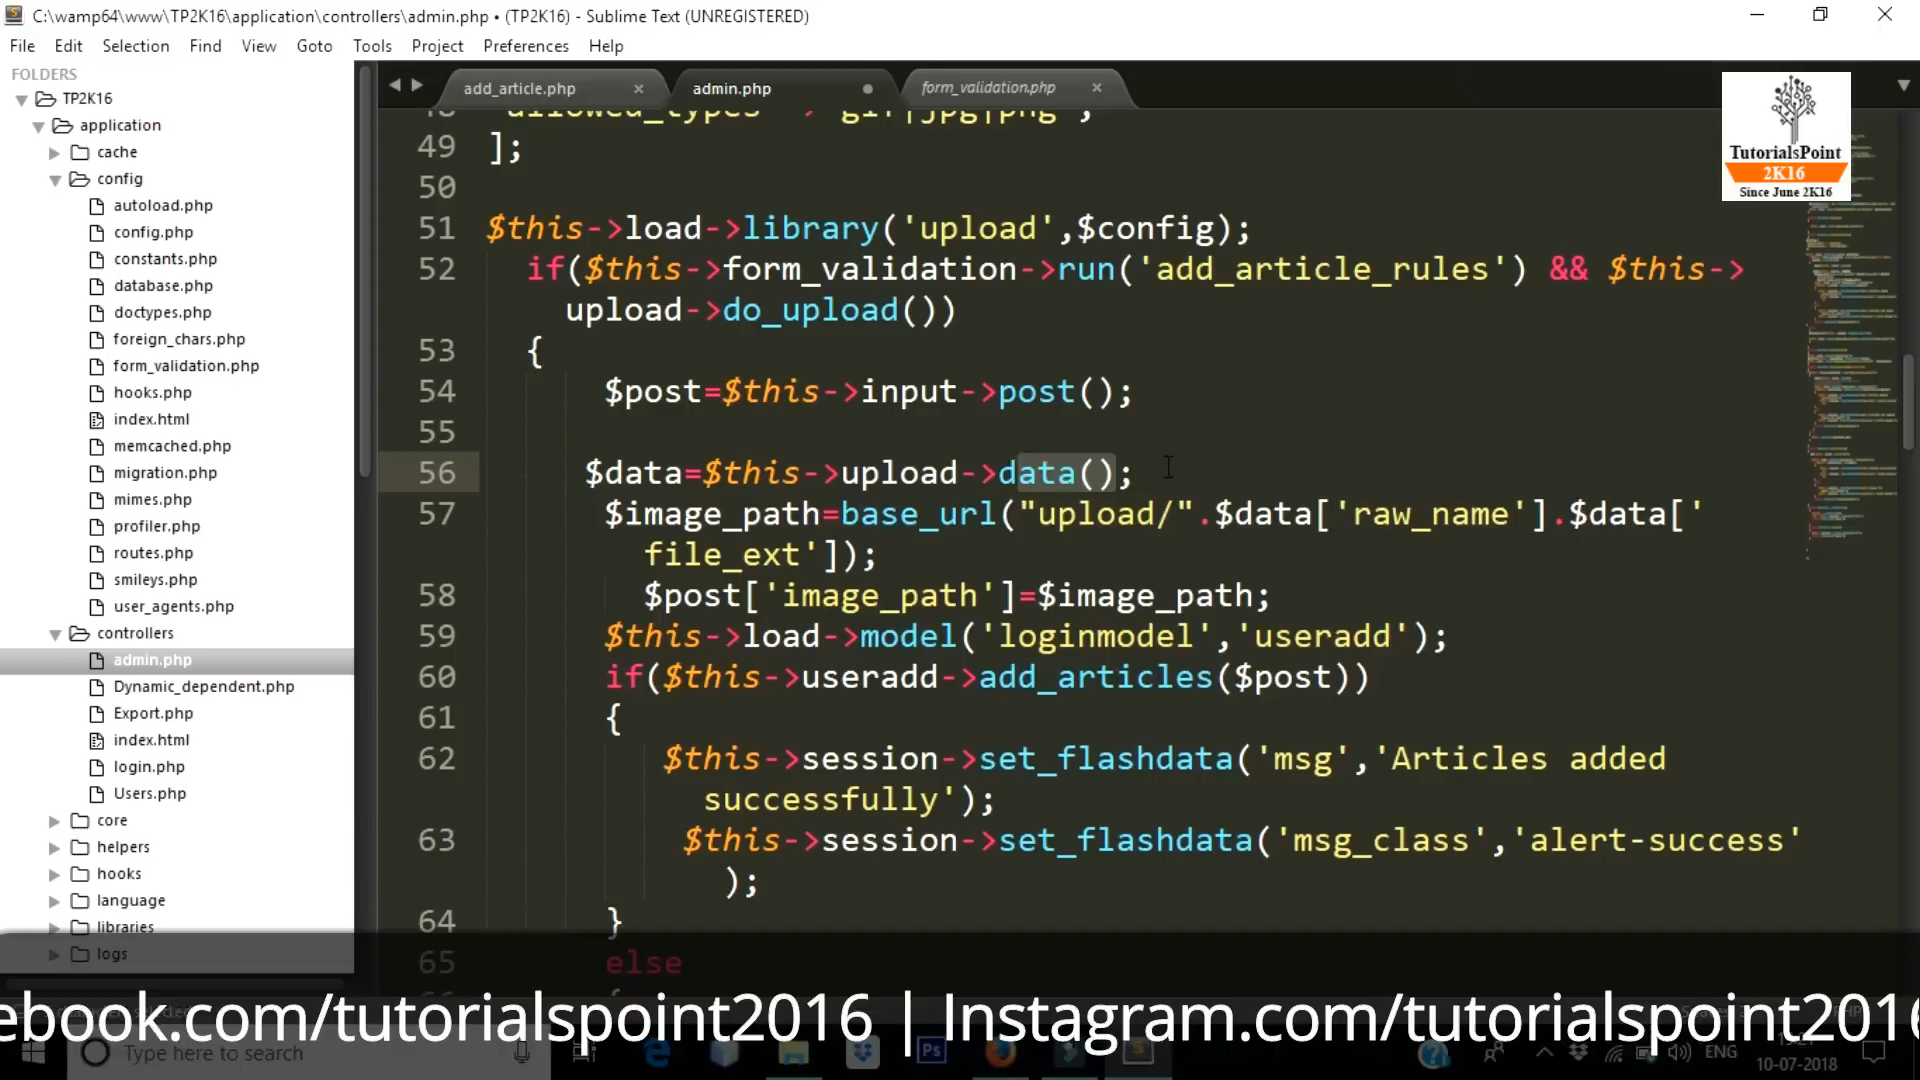 C:\wamp64\www\TP2K16\application\controllers\admin.php • (TP2K16) - Sublime Text (UNREGISTERED)
File Edit Selection Find View Goto Tools Project Preferences Help
FOLDERS
TP2K16
application
cache
config
autoload.php
config.php
constants.php
database.php
doctypes.php
foreign_chars.php
form_validation.php
hooks.php
index.html
memcached.php
migration.php
mimes.php
profiler.php
routes.php
smileys.php
user_agents.php
controllers
admin.php
Dynamic_dependent.php
Export.php
index.html
login.php
Users.php
core
helpers
hooks
language
libraries
logs
add_article.php admin.php form_validation.php
TutorialsPoint
2K16
Since June 2K16
49 ];
50
51 $this->load->library('upload',$config);
52 if($this->form_validation->run('add_article_rules') && $this->
upload->do_upload())
53 {
54 $post=$this->input->post();
55
56 $data=$this->upload->data();
57 $image_path=base_url("upload/".$data['raw_name'].$data['
file_ext']);
58 $post['image_path']=$image_path;
59 $this->load->model('loginmodel','useradd');
60 if($this->useradd->add_articles($post))
61 {
62 $this->session->set_flashdata('msg','Articles added
successfully');
63 $this->session->set_flashdata('msg_class','alert-success'
);
64 }
65 else
ebook.com/tutorialspoint2016 | Instagram.com/tutorialspoint2016
Type here to search
Ps
ENG
10-07-2018